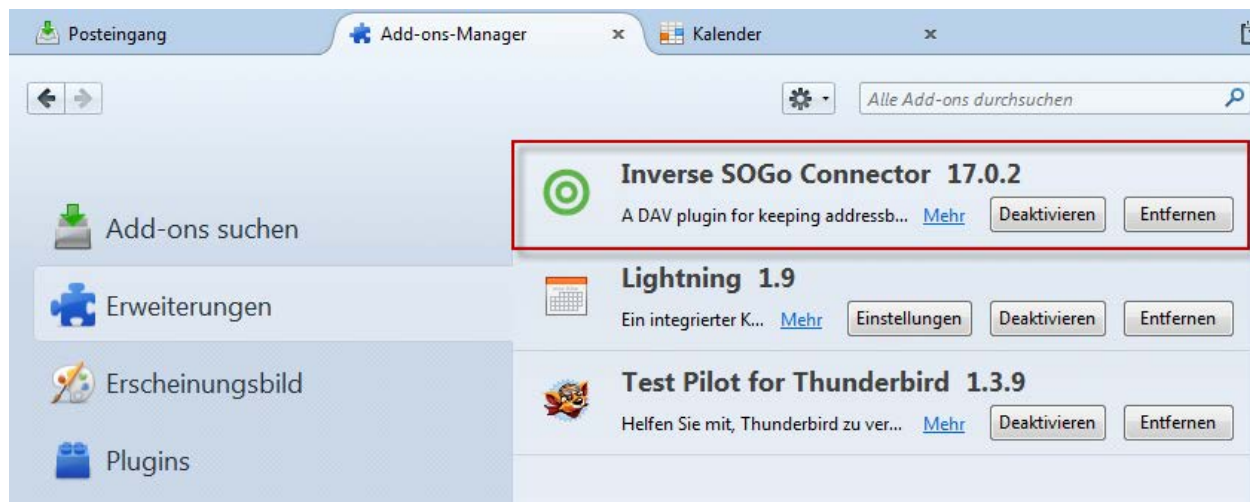 Posteingang
Add-ons-Manager
Kalender
Alle Add-ons durchsuchen
Add-ons suchen
Erweiterungen
Erscheinungsbild
Plugins
Inverse SOGo Connector 17.0.2
A DAV plugin for keeping addressb... Mehr Deaktivieren Entfernen
Lightning 1.9
Ein integrierter K... Mehr Einstellungen Deaktivieren Entfernen
Test Pilot for Thunderbird 1.3.9
Helfen Sie mit, Thunderbird zu ver... Mehr Deaktivieren Entfernen